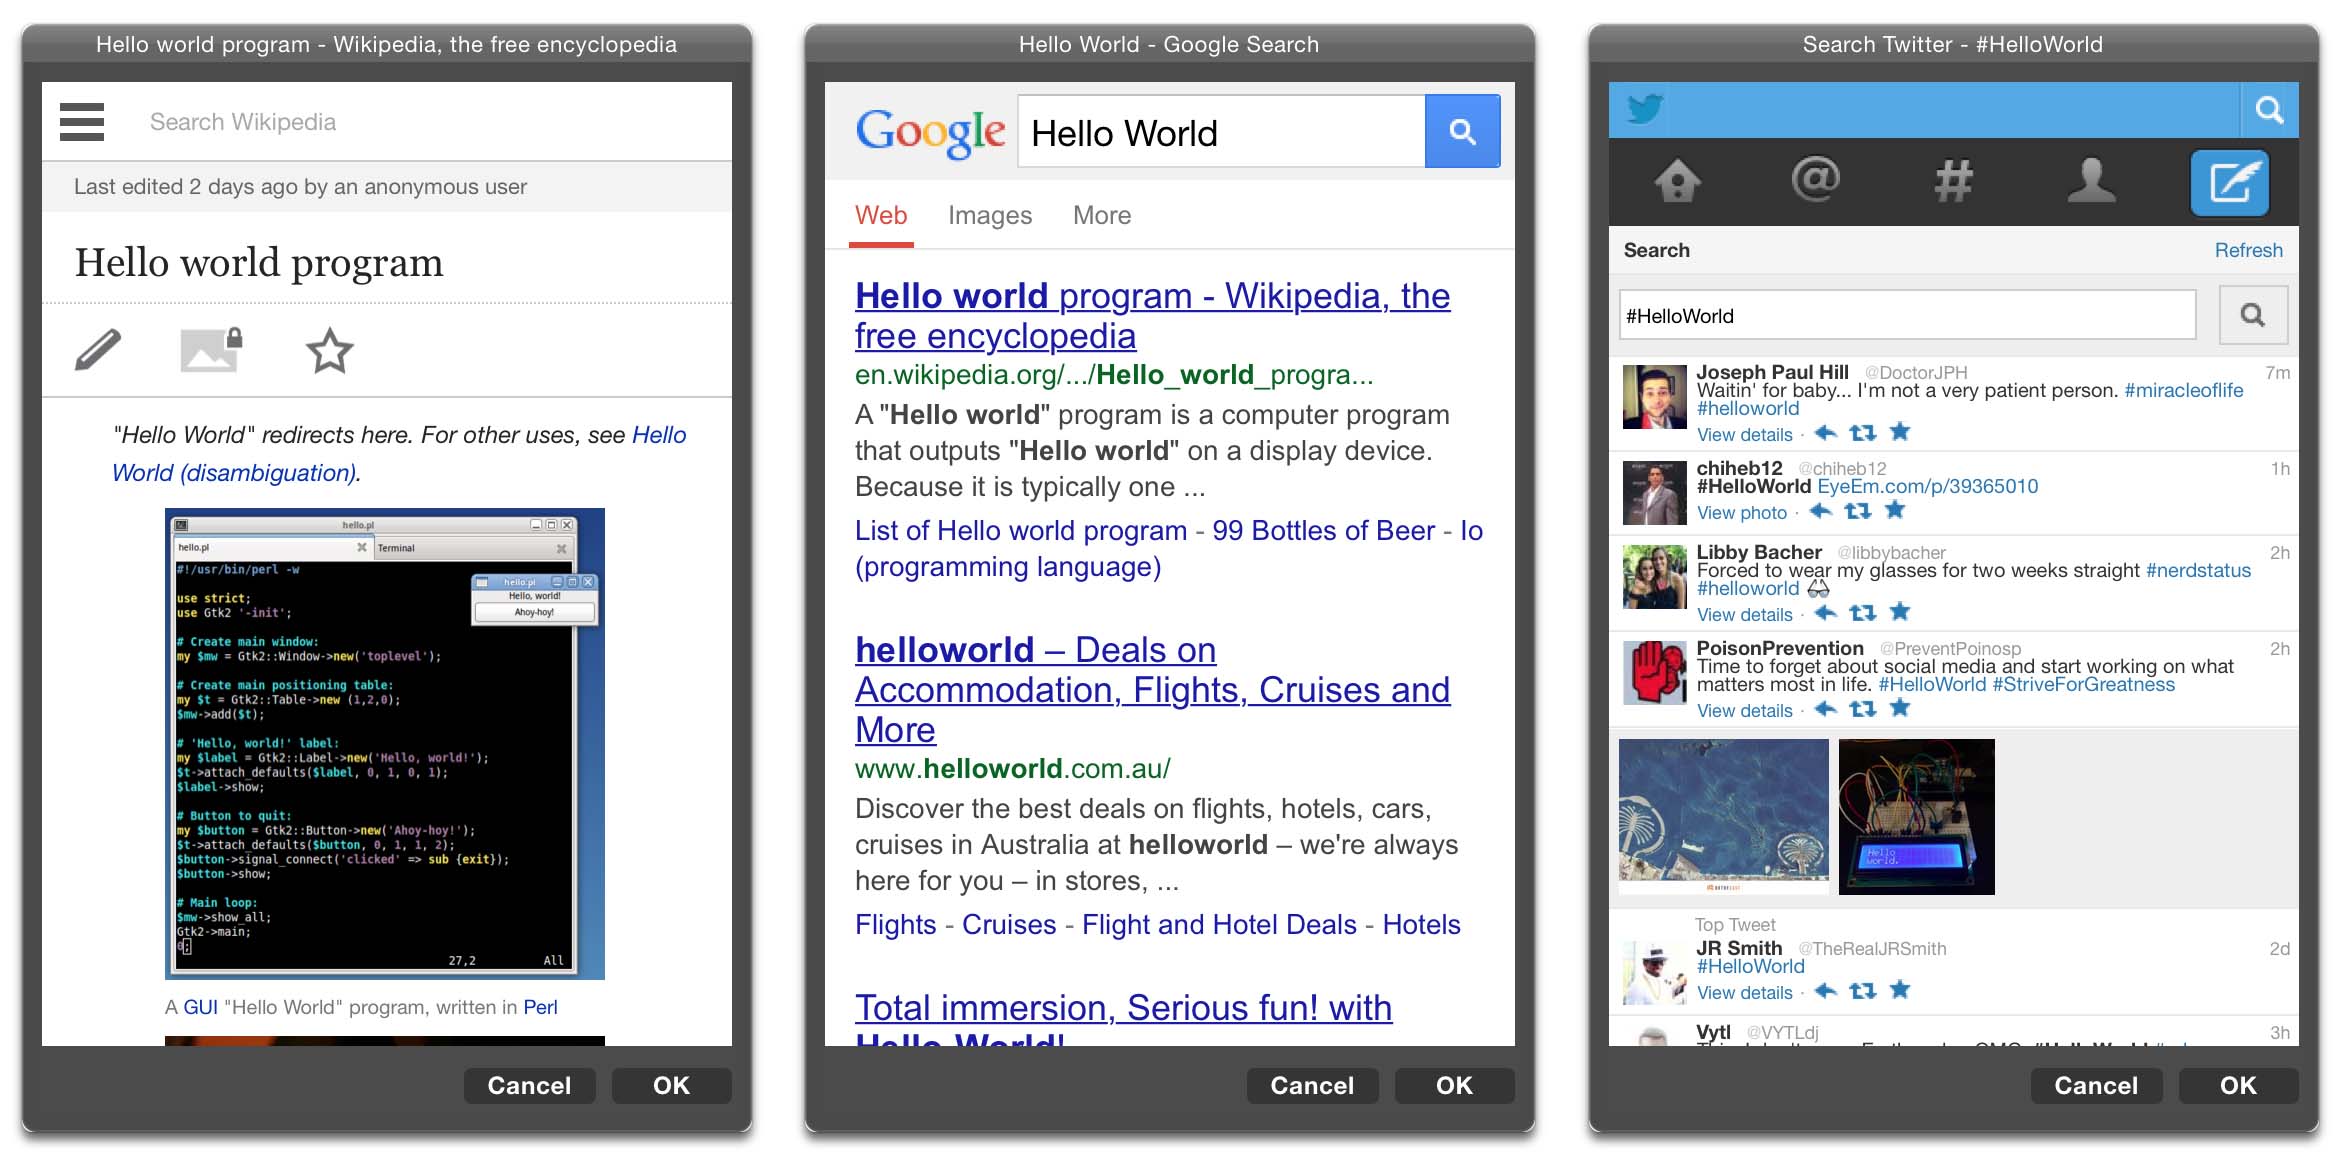 Hello world program - Wikipedia, the free encyclopedia
Search Wikipedia
Last edited 2 days ago by an anonymous user
Hello world program
"Hello World" redirects here. For other uses, see Hello
World (disambiguation).
hello.pl
hello.pl
Terminal
#!/usr/bin/perl -w
use strict;
use Gtk2 '-init';
# Create main window:
my $mw = Gtk2::Window->new('toplevel');
# Create main positioning table:
my $t = Gtk2::Table->new (1,2,0);
$mw->add($t);
# 'Hello, world!' label:
my $label = Gtk2::Label->new('Hello, world!');
$t->attach_defaults($label, 0, 1, 0, 1);
$label->show;
# Button to quit:
my $button = Gtk2::Button->new('Ahoy-hoy!');
$t->attach_defaults($button, 0, 1, 1, 2);
$button->signal_connect('clicked' => sub {exit});
$button->show;
# Main loop:
$mw->show_all;
Gtk2->main;
0;
27,2 All
hello.pl
Hello, world!
Ahoy-hoy!
A GUI "Hello World" program, written in Perl
Cancel OK
Hello World - Google Search
Google Hello World
Web Images More
Hello world program - Wikipedia, the
free encyclopedia
en.wikipedia.org/.../Hello_world_progra...
A "Hello world" program is a computer program
that outputs "Hello world" on a display device.
Because it is typically one ...
List of Hello world program - 99 Bottles of Beer - Io
(programming language)
helloworld – Deals on
Accommodation, Flights, Cruises and
More
www.helloworld.com.au/
Discover the best deals on flights, hotels, cars,
cruises in Australia at helloworld – we're always
here for you – in stores, ...
Flights - Cruises - Flight and Hotel Deals - Hotels
Total immersion, Serious fun! with
Hello World!
Cancel OK
Search Twitter - #HelloWorld
Search Refresh
#HelloWorld
Joseph Paul Hill @DoctorJPH 7m
Waitin' for baby... I'm not a very patient person. #miracleoflife
#helloworld
View details ·
chiheb12 @chiheb12 1h
#HelloWorld EyeEm.com/p/39365010
View photo ·
Libby Bacher @libbybacher 2h
Forced to wear my glasses for two weeks straight #nerdstatus
#helloworld
View details ·
PoisonPrevention @PreventPoinosp 2h
Time to forget about social media and start working on what
matters most in life. #HelloWorld #StriveForGreatness
View details ·
Hello
world.
Top Tweet
JR Smith @TheRealJRSmith 2d
#HelloWorld
View details ·
Vytl @VYTLdj 3h
Cancel OK